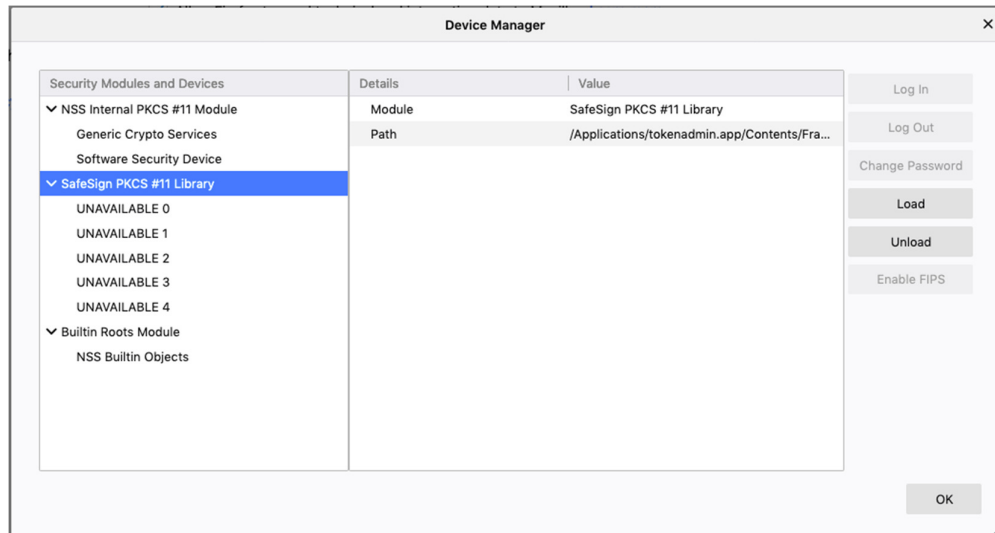 Device Manager
Security Modules and Devices
NSS Internal PKCS #11 Module
Generic Crypto Services
Software Security Device
SafeSign PKCS #11 Library
UNAVAILABLE 0
UNAVAILABLE 1
UNAVAILABLE 2
UNAVAILABLE 3
UNAVAILABLE 4
Builtin Roots Module
NSS Builtin Objects
Details Value
Module SafeSign PKCS #11 Library
Path /Applications/tokenadmin.app/Contents/Fra...
Log In
Log Out
Change Password
Load
Unload
Enable FIPS
OK